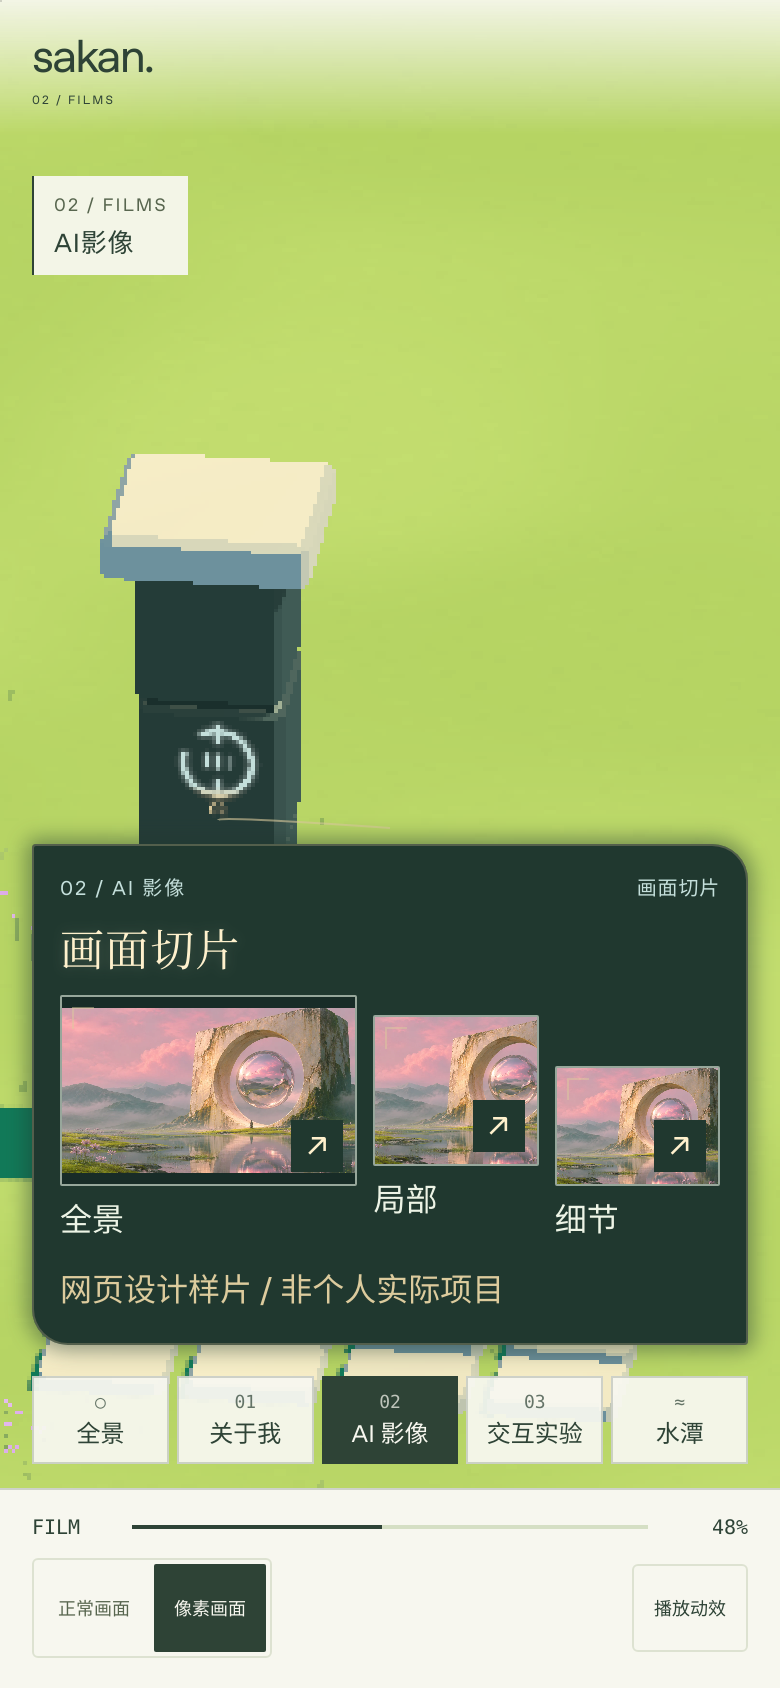 sakan.
02 / FILMS
02 / FILMS
AI影像
02 / AI 影像
画面切片
画面切片
全景
局部
细节
网页设计样片 / 非个人实际项目
○
全景
01
关于我
02
AI 影像
03
交互实验
≈
水潭
FILM
48%
正常画面
像素画面
播放动效